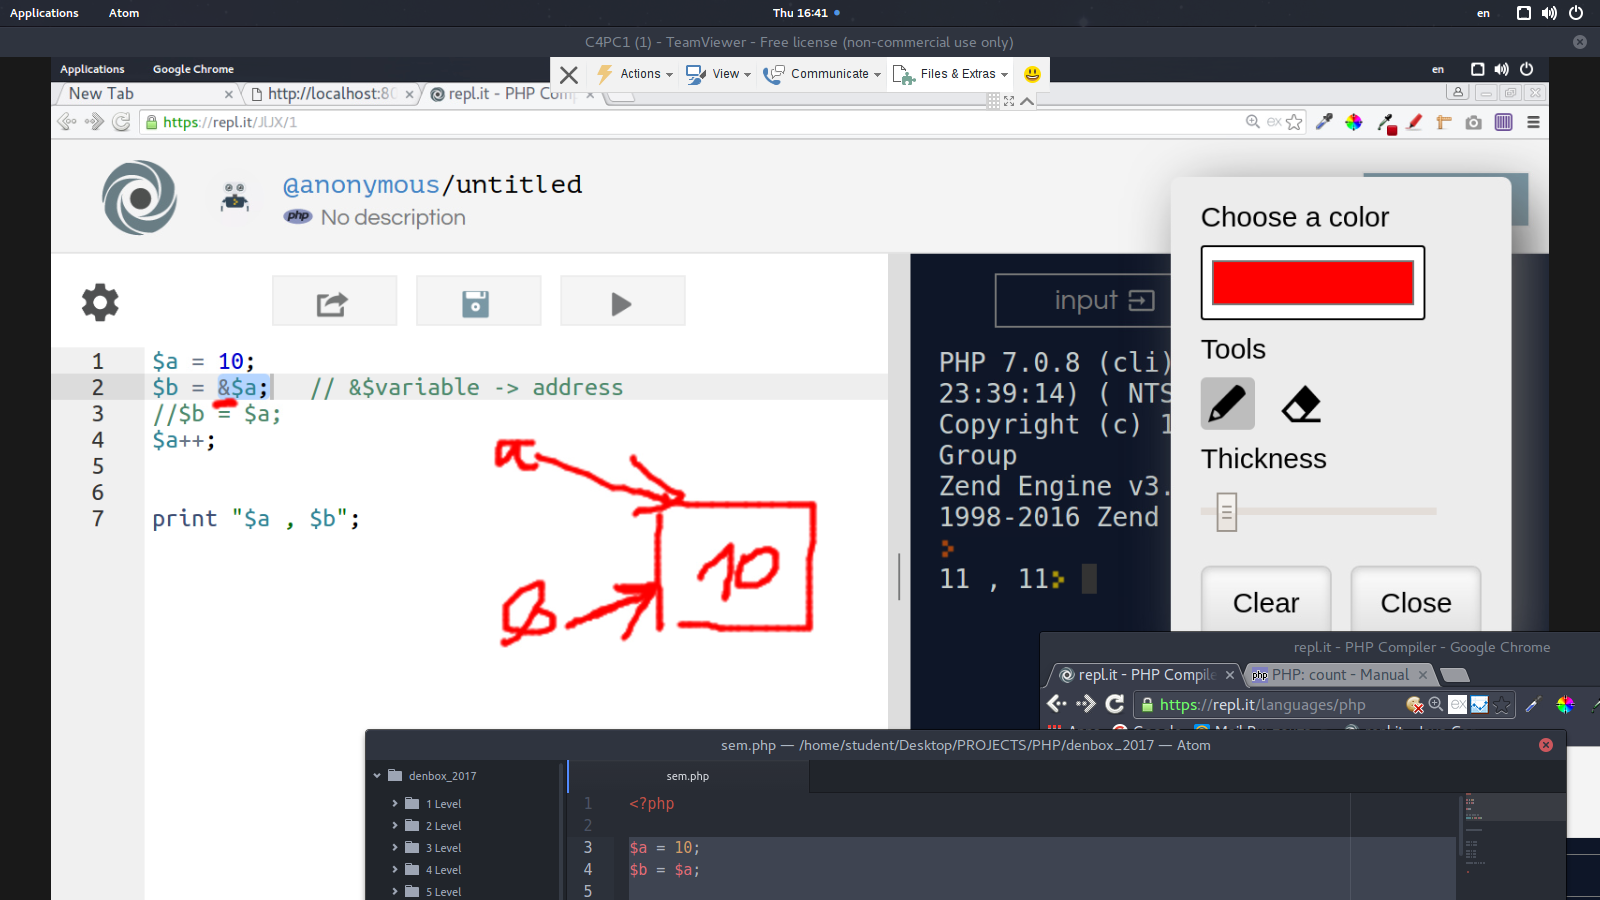 Applications Atom Thu 16:41 en
C4PC1 (1) - TeamViewer - Free license (non-commercial use only)
Applications Google Chrome en
Actions View Communicate Files & Extras
New Tab http://localhost:80 repl.it - PHP Com
https://repl.it/JlJX/1
@anonymous/untitled
php No description
input
1 $a = 10;
2 $b = &$a; // &$variable -> address
3 //$b = $a;
4 $a++;
5
6
7 print "$a , $b";
a
10
B
PHP 7.0.8 (cli)
23:39:14) ( NTS
Copyright (c) 1
Group
Zend Engine v3.
1998-2016 Zend
>
11 , 11>
Choose a color
Tools
Thickness
Clear Close
repl.it - PHP Compiler - Google Chrome
repl.it - PHP Compile PHP: count - Manual
https://repl.it/languages/php
sem.php — /home/student/Desktop/PROJECTS/PHP/denbox_2017 — Atom
denbox_2017
1 Level
2 Level
3 Level
4 Level
5 Level
sem.php
1 <?php
2
3 $a = 10;
4 $b = $a;
5